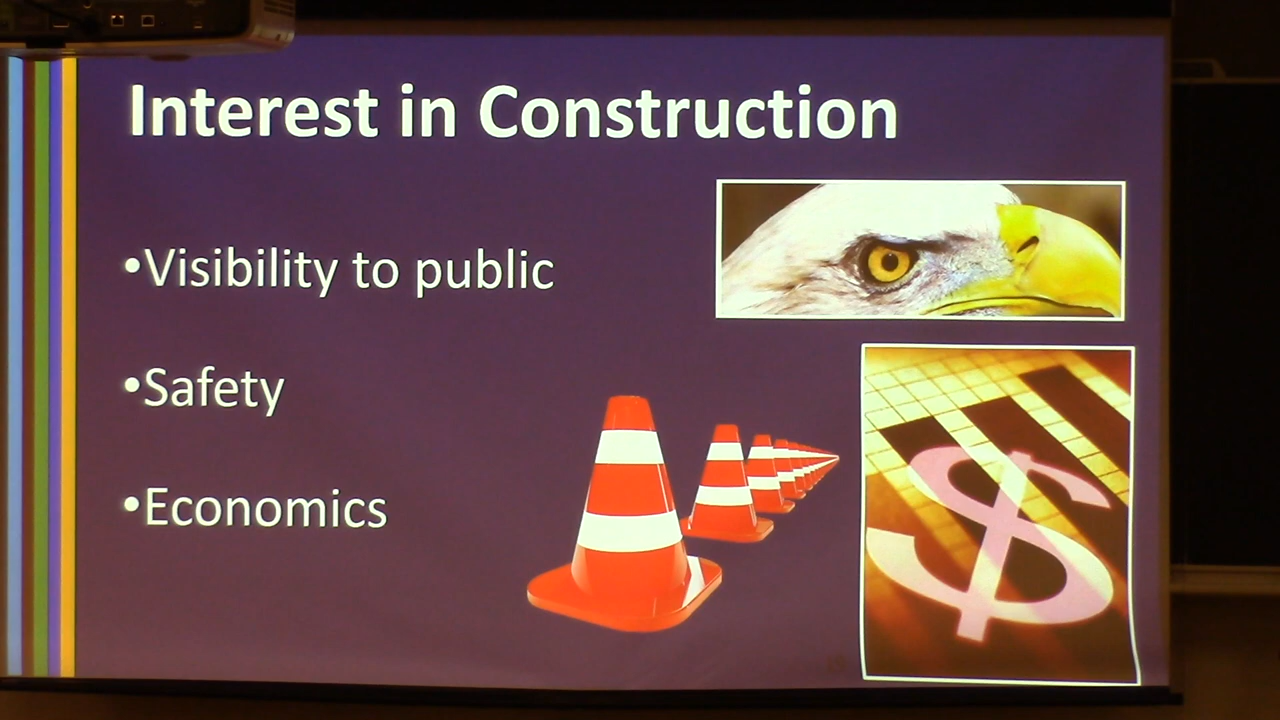 Interest in Construction
•Visibility to public
•Safety
•Economics
$